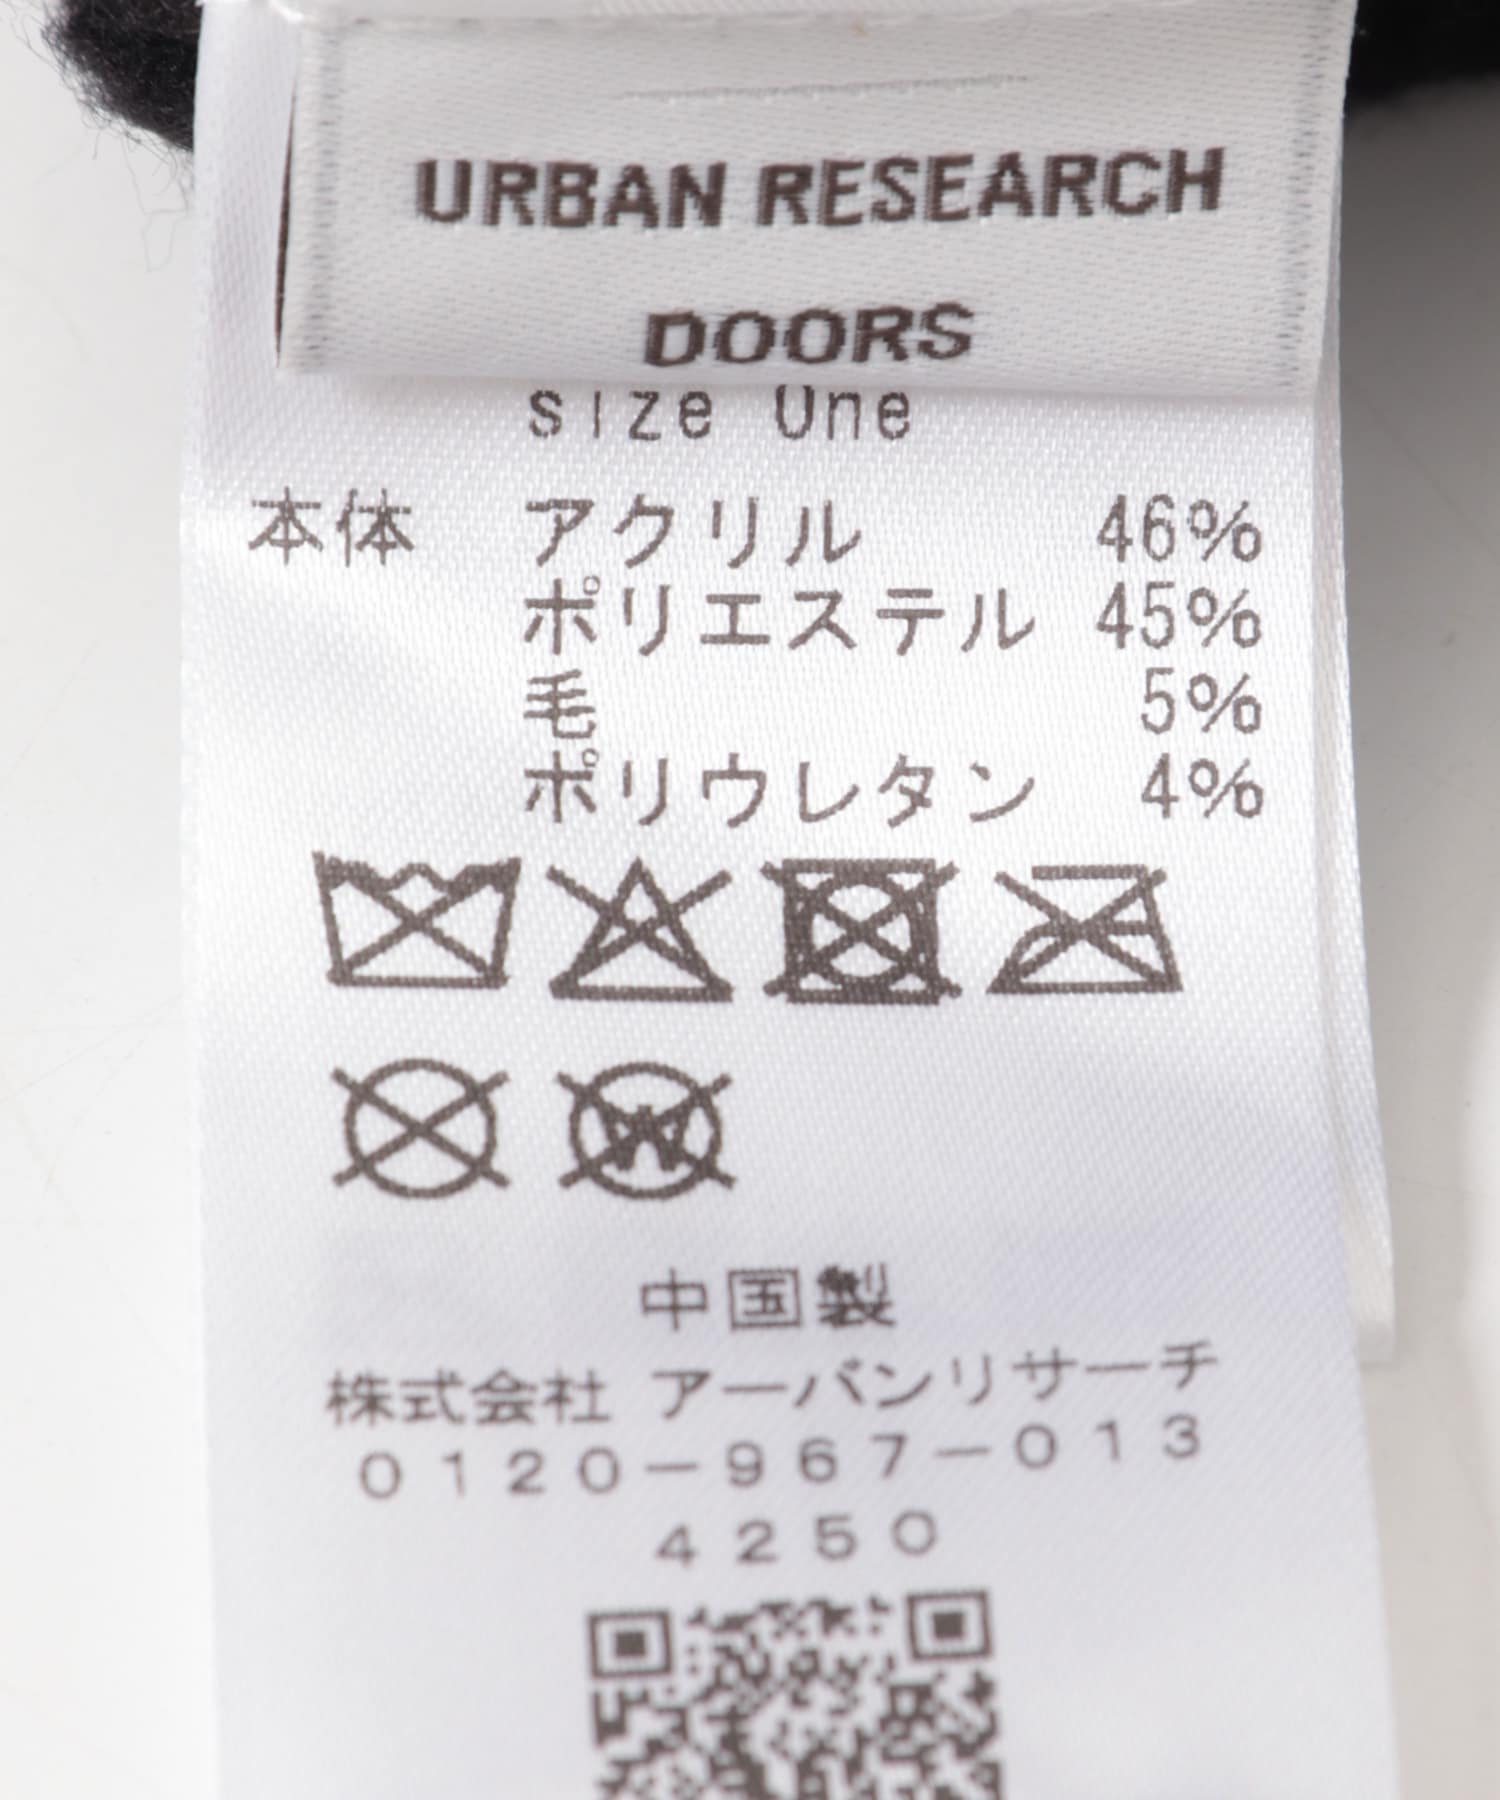 URBAN RESEARCH
DOORS
size One
本体 アクリル 46%
ポリエステル 45%
毛 5%
ポリウレタン 4%
中国製
株式会社 アーバンリサーチ
0120-967-013
4250